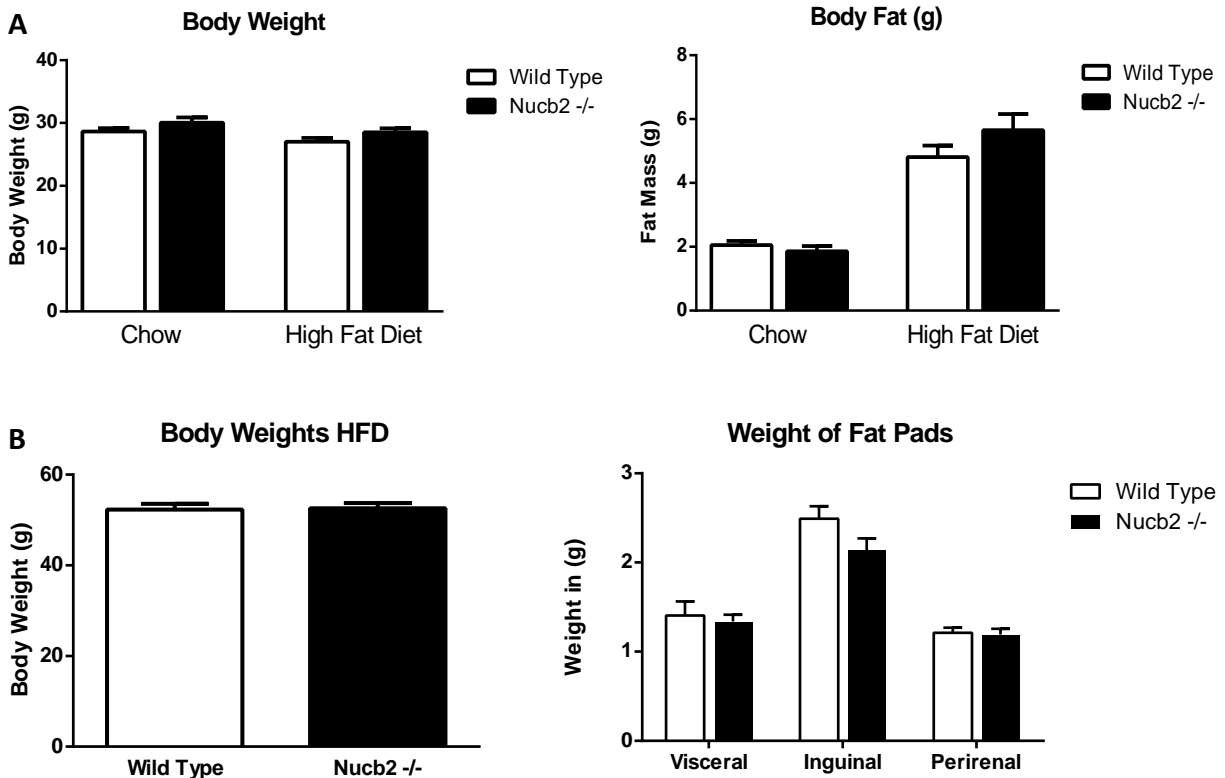 A
Body Weight
Body Weight (g)
40
30
20
10
0
Chow
High Fat Diet
Wild Type
Nucb2 -/-
Body Fat (g)
Fat Mass (g)
8
6
4
2
0
Chow
High Fat Diet
Wild Type
Nucb2 -/-
B
Body Weights HFD
Body Weight (g)
60
40
20
0
Wild Type
Nucb2 -/-
Weight of Fat Pads
Weight in (g)
3
2
1
0
Visceral
Inguinal
Perirenal
Wild Type
Nucb2 -/-